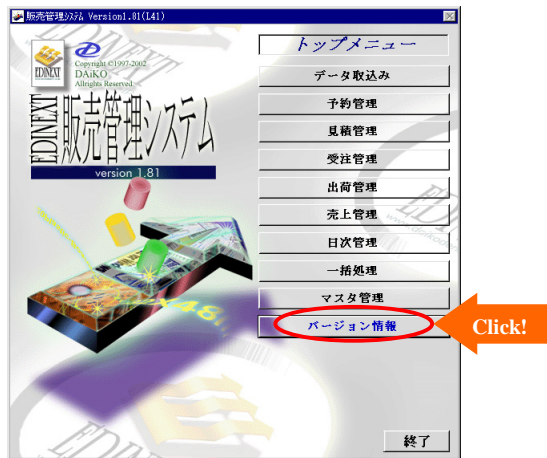 販売管理システム Version1.81(L41)
EDINEXT
Copyright ©1997-2002
DAiKO
Allrights Reserved
EDINEXT 販売管理システム
version 1.81
トップメニュー
データ取込み
予約管理
見積管理
受注管理
出荷管理
売上管理
日次管理
一括処理
マスタ管理
バージョン情報
Click!
終了